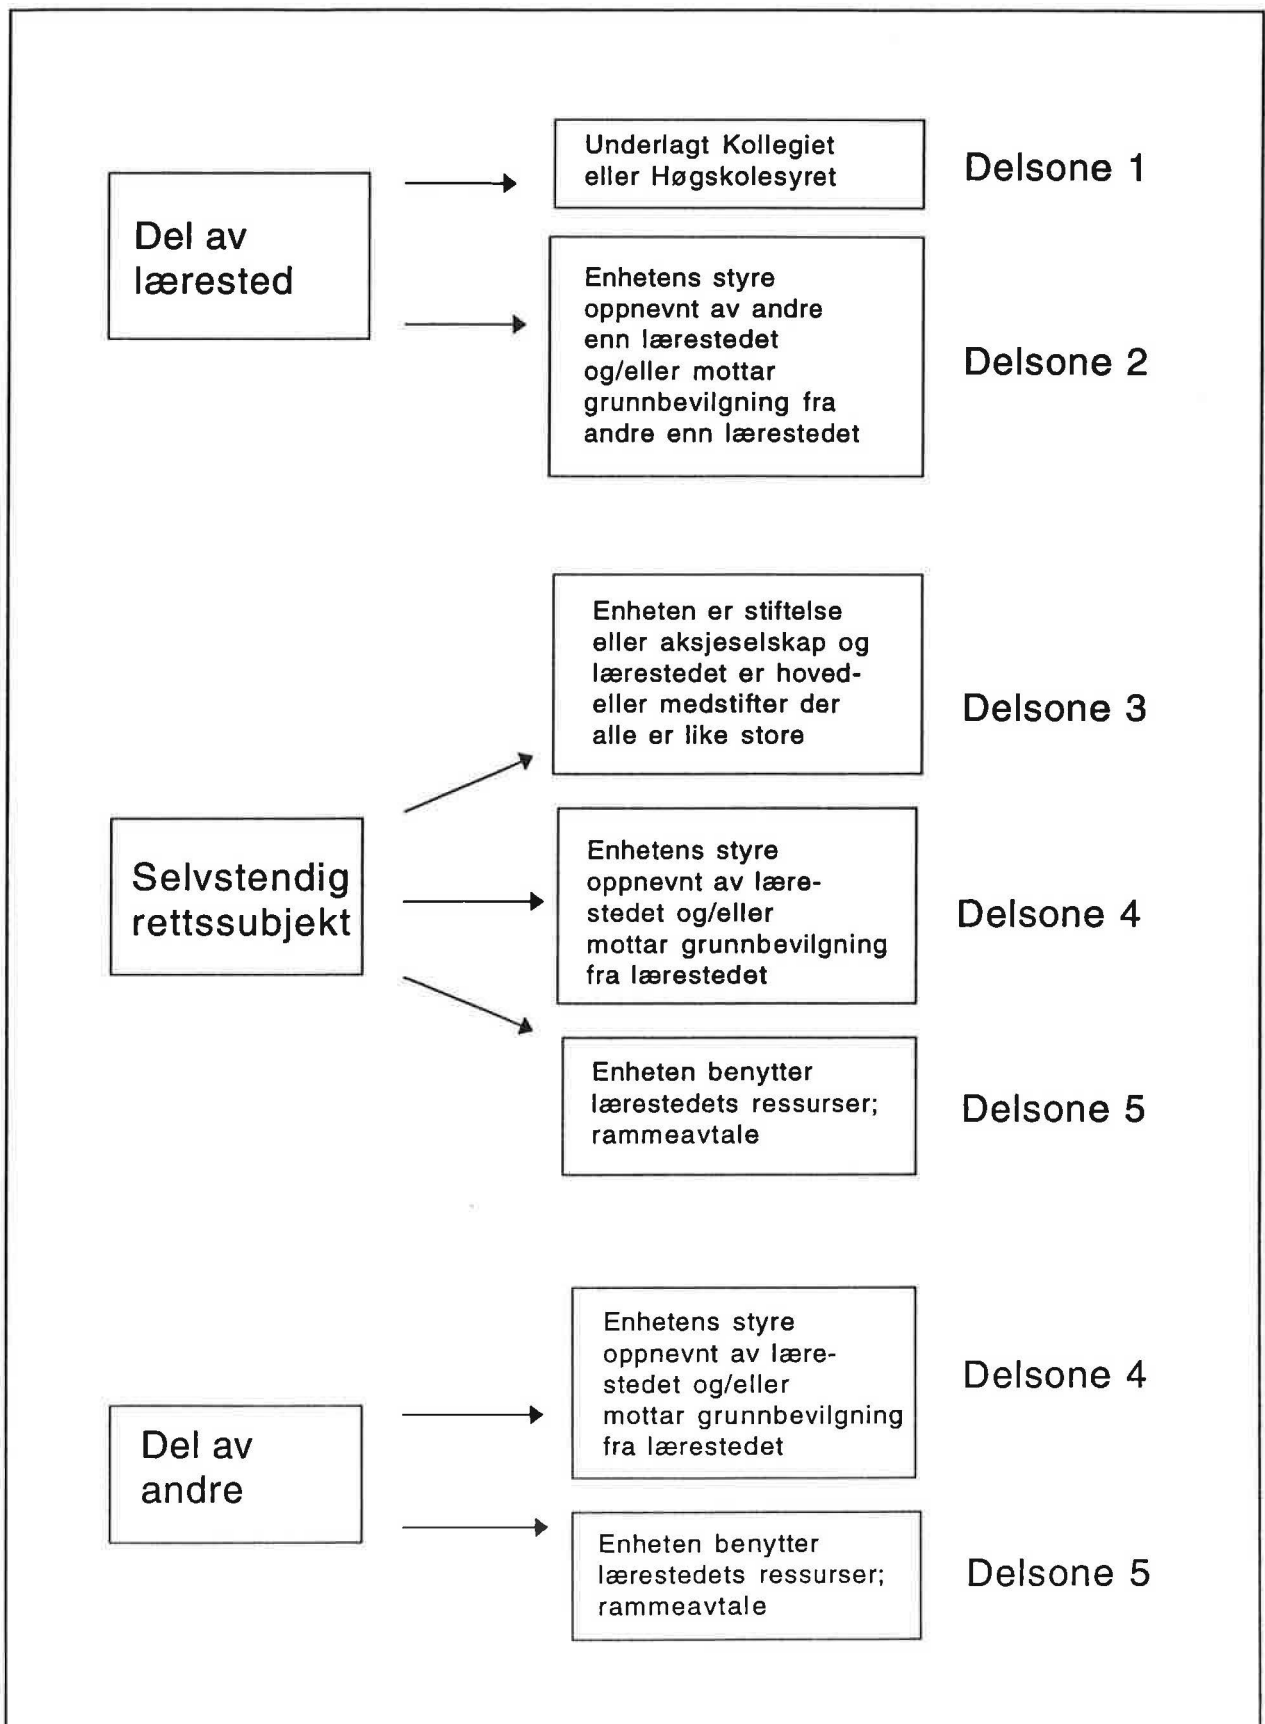 Del av
lærested
Underlagt Kollegiet
eller Høgskolesyret
Delsone 1
Enhetens styre
oppnevnt av andre
enn lærestedet
og/eller mottar
grunnbevilgning fra
andre enn lærestedet
Delsone 2
Selvstendig
rettssubjekt
Enheten er stiftelse
eller aksjeselskap og
lærestedet er hoved-
eller medstifter der
alle er like store
Delsone 3
Enhetens styre
oppnevnt av lære-
stedet og/eller
mottar grunnbevilgning
fra lærestedet
Delsone 4
Enheten benytter
lærestedets ressurser;
rammeavtale
Delsone 5
Del av
andre
Enhetens styre
oppnevnt av lære-
stedet og/eller
mottar grunnbevilgning
fra lærestedet
Delsone 4
Enheten benytter
lærestedets ressurser;
rammeavtale
Delsone 5